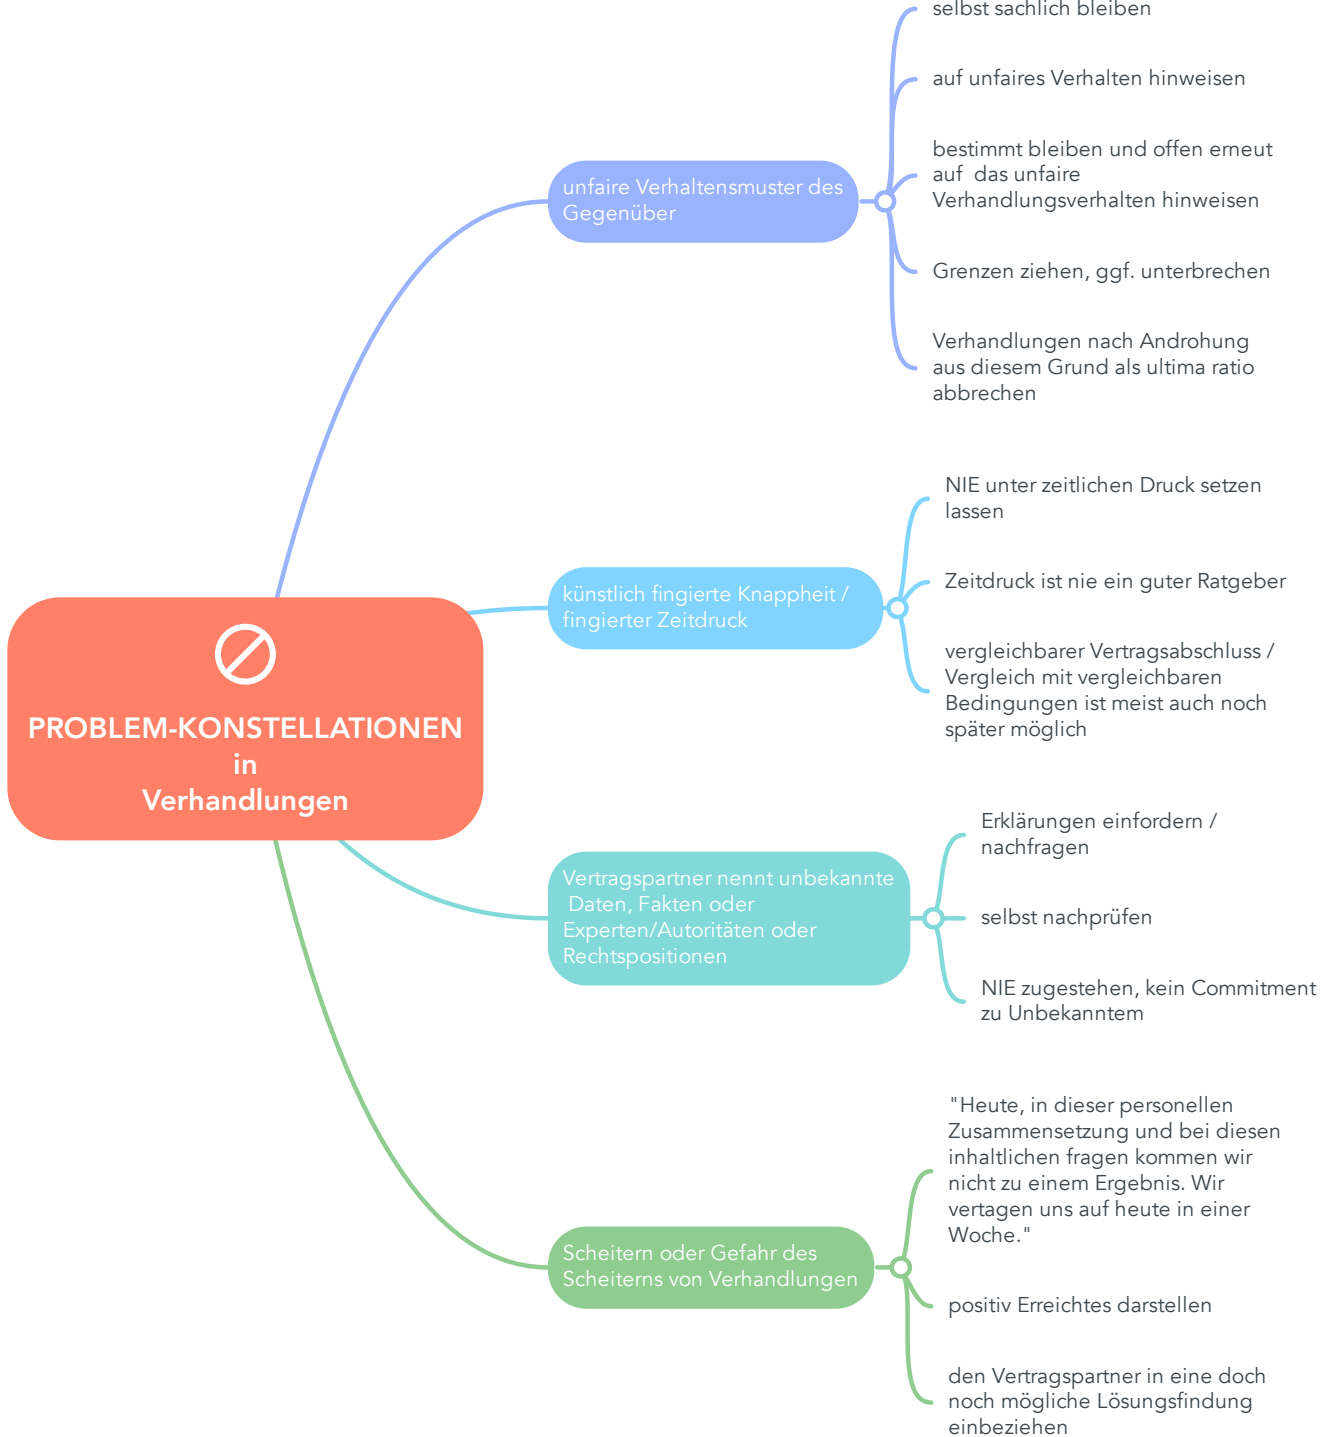 selbst sachlich bleiben
auf unfaires Verhalten hinweisen
bestimmt bleiben und offen erneut
auf  das unfaire
Verhandlungsverhalten hinweisen
unfaire Verhaltensmuster des
Gegenüber
Grenzen ziehen, ggf. unterbrechen
Verhandlungen nach Androhung
aus diesem Grund als ultima ratio
abbrechen
NIE unter zeitlichen Druck setzen
lassen
künstlich fingierte Knappheit /
fingierter Zeitdruck
Zeitdruck ist nie ein guter Ratgeber
vergleichbarer Vertragsabschluss /
Vergleich mit vergleichbaren
Bedingungen ist meist auch noch
später möglich
PROBLEM-KONSTELLATIONEN
in
Verhandlungen
Erklärungen einfordern /
nachfragen
Vertragspartner nennt unbekannte
Daten, Fakten oder
Experten/Autoritäten oder
Rechtspositionen
selbst nachprüfen
NIE zugestehen, kein Commitment
zu Unbekanntem
"Heute, in dieser personellen
Zusammensetzung und bei diesen
inhaltlichen fragen kommen wir
nicht zu einem Ergebnis. Wir
vertagen uns auf heute in einer
Woche."
Scheitern oder Gefahr des
Scheiterns von Verhandlungen
positiv Erreichtes darstellen
den Vertragspartner in eine doch
noch mögliche Lösungsfindung
einbeziehen